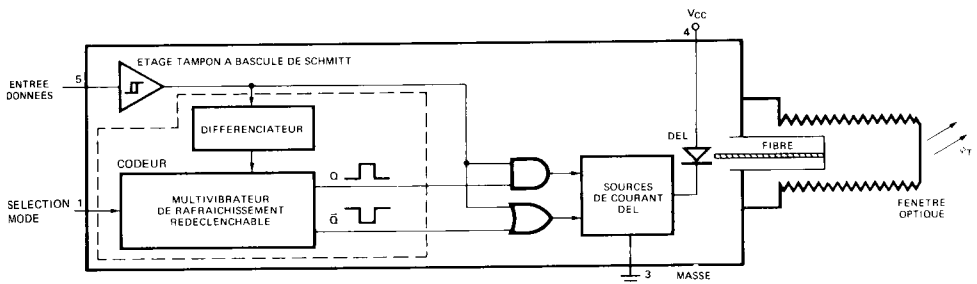 VCC
4
ETAGE TAMPON A BASCULE DE SCHMITT
5
ENTREE
DONNEES
DIFFERENCIATEUR
DEL
FIBRE
φT
CODEUR
Q
MULTIVIBRATEUR
DE RAFRAICHISSEMENT
REDECLENCHABLE
SOURCES
DE COURANT
DEL
SELECTION
MODE
1
Q̄
FENETRE
OPTIQUE
3
MASSE